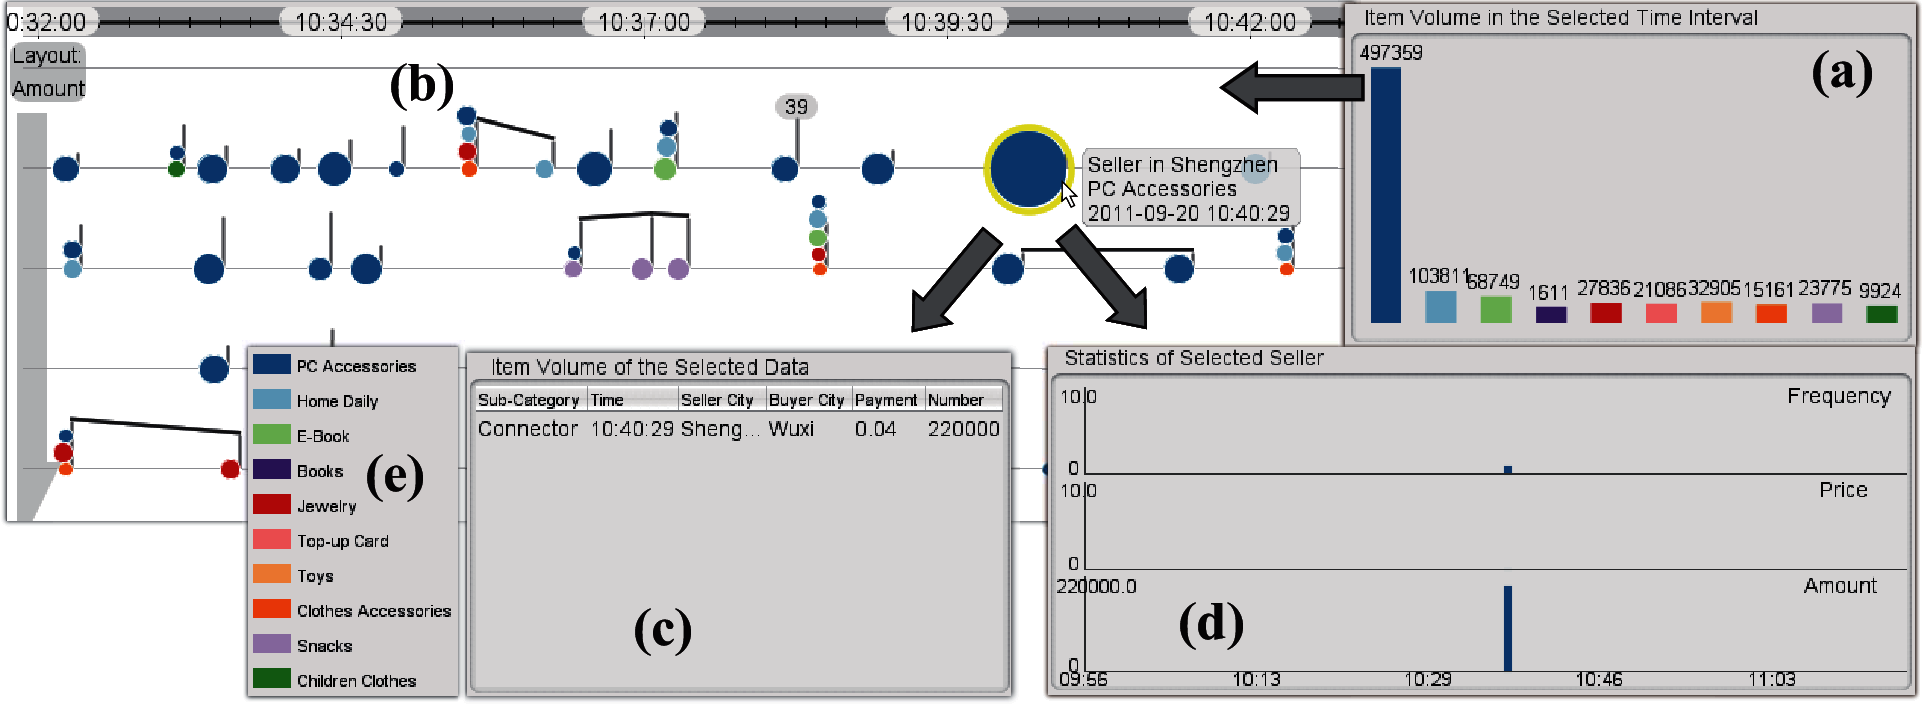 0:32:00 10:34:30 10:37:00 10:39:30 10:42:00
Layout:
Amount
(b)
39
Seller in Shengzhen
PC Accessories
2011-09-20 10:40:29
Item Volume in the Selected Time Interval
(a)
497359
103811 68749 1611 27836 21086 32905 15161 23775 9924
PC Accessories
Home Daily
E-Book
Books
Jewelry
Top-up Card
Toys
Clothes Accessories
Snacks
Children Clothes
(e)
Item Volume of the Selected Data
Sub-Category Time Seller City Buyer City Payment Number
Connector 10:40:29 Sheng... Wuxi 0.04 220000
(c)
Statistics of Selected Seller
10.0
Frequency
0
10.0
Price
0
220000.0
Amount
(d)
0
09:56 10:13 10:29 10:46 11:03